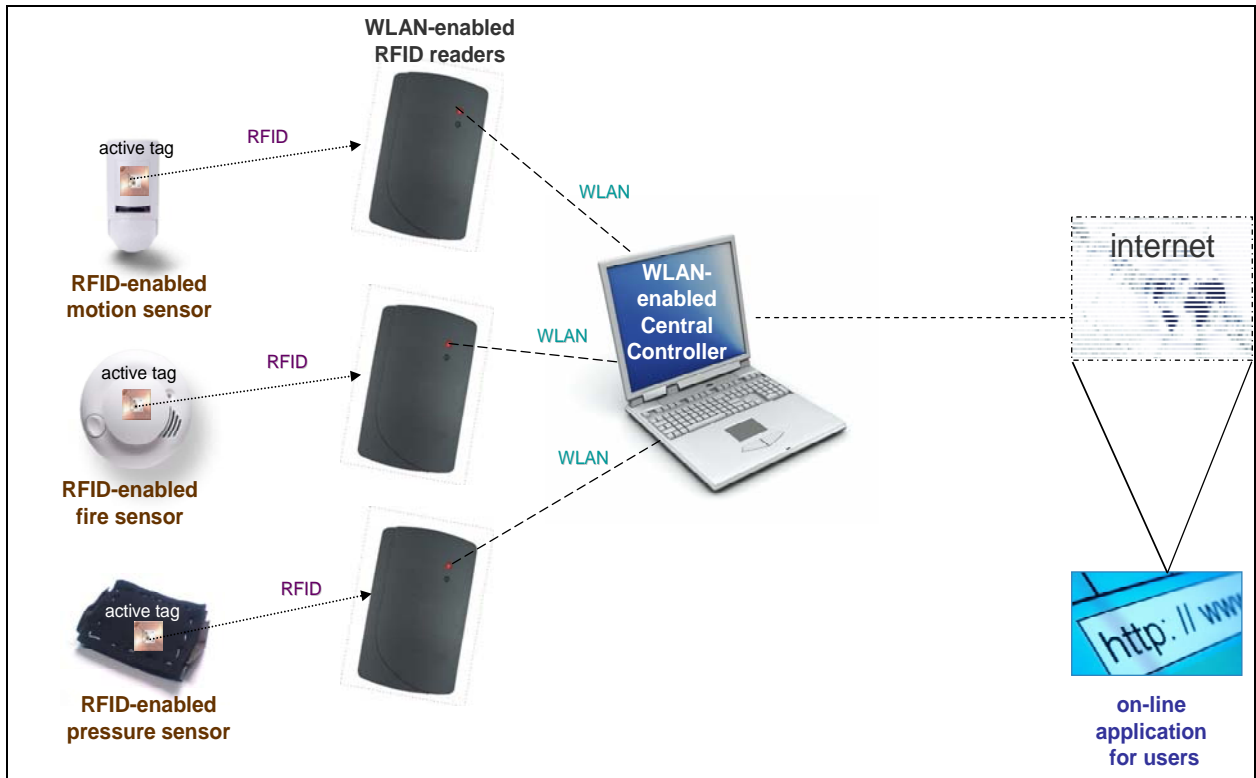 WLAN-enabled
RFID readers
active tag
RFID
RFID-enabled
motion sensor
WLAN
WLAN-
enabled
Central
Controller
internet
active tag
RFID
WLAN
RFID-enabled
fire sensor
WLAN
active tag
RFID
RFID-enabled
pressure sensor
http: // www
on-line
application
for users